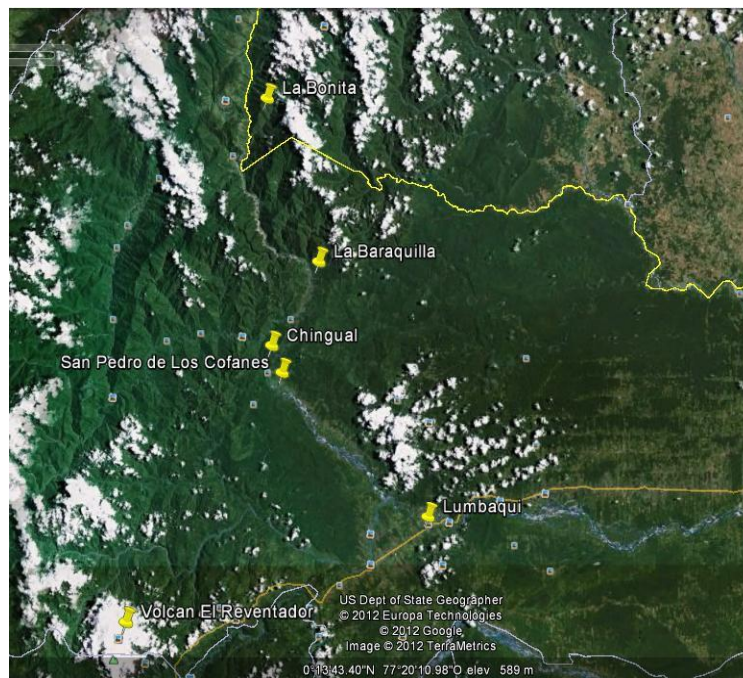 La Bonita
La Baraquilla
Chingual
San Pedro de Los Cofanes
Lumbaqui
Volcan El Reventador
US Dept of State Geographer
© 2012 Europa Technologies
© 2012 Google
Image © 2012 TerraMetrics
0°13'43.40"N 77°20'10.98"O elev 589 m